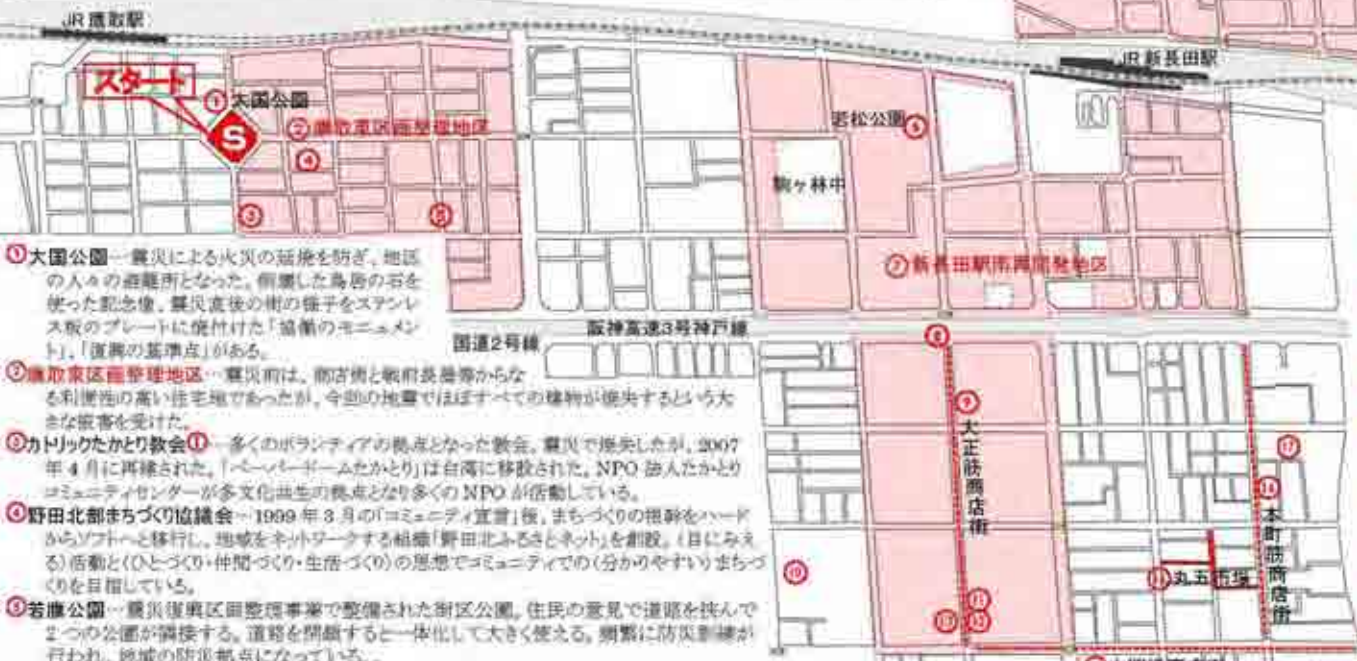 JR鷹取駅
JR新長田駅
スタート
S
①大国公園
②鷹取東区画整理地区
④
③
⑤
若松公園⑥
駒ヶ林中
⑦新長田駅南再開発地区
①大国公園…震災による火災の延焼を防ぎ、地区
の人々の避難所となった。倒壊した鳥居の石を
使った記念像、震災直後の街の様子をステンレ
ス板のプレートに焼付けた「協働のモニュメン
ト」、「復興の基準点」がある。
②鷹取東区画整理地区…震災前は、商店街と戦前長屋等からな
る利便性の高い住宅地であったが、今回の地震でほぼすべての建物が焼失するという大
きな被害を受けた。
③カトリックたかとり教会①…多くのボランティアの拠点となった教会。震災で焼失したが、2007
年4月に再建された。「ペーパードームたかとり」は台湾に移設された。NPO法人たかとり
コミュニティセンターが多文化共生の拠点となり多くのNPOが活動している。
④野田北部まちづくり協議会…1999年3月の「コミュニティ宣言」後、まちづくりの根幹をハード
からソフトへと移行し、地域をネットワークする組織「野田北ふるさとネット」を創設。(目にみえ
る)活動と(ひとづくり・仲間づくり・生活づくり)の思想でコミュニティでの(分かりやすい)まちづ
くりを目指している。
⑤若鷹公園…震災復興区画整理事業で整備された街区公園。住民の意見で道路を挟んで
2つの公園が隣接する。道路を閉鎖すると一体化して大きく使える。頻繁に防災訓練が
行われ、地域の防災拠点になっている。
国道2号線
阪神高速3号神戸線
⑧
⑨大正筋商店街
⑰
本町筋商店街
丸五市場
⑪
⑫
⑬